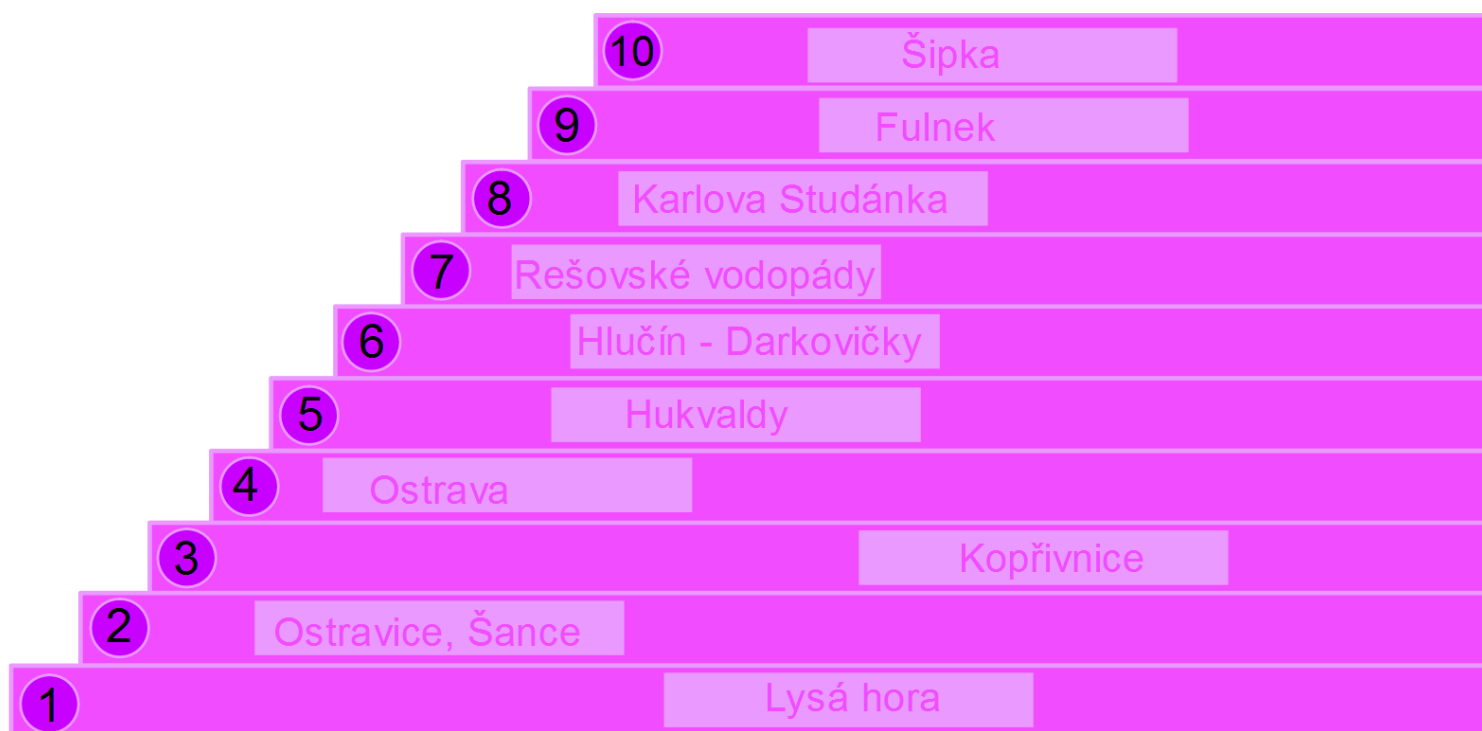 10 Šipka
9 Fulnek
8 Karlova Studánka
7 Rešovské vodopády
6 Hlučín - Darkovičky
5 Hukvaldy
4 Ostrava
3 Kopřivnice
2 Ostravice, Šance
1 Lysá hora